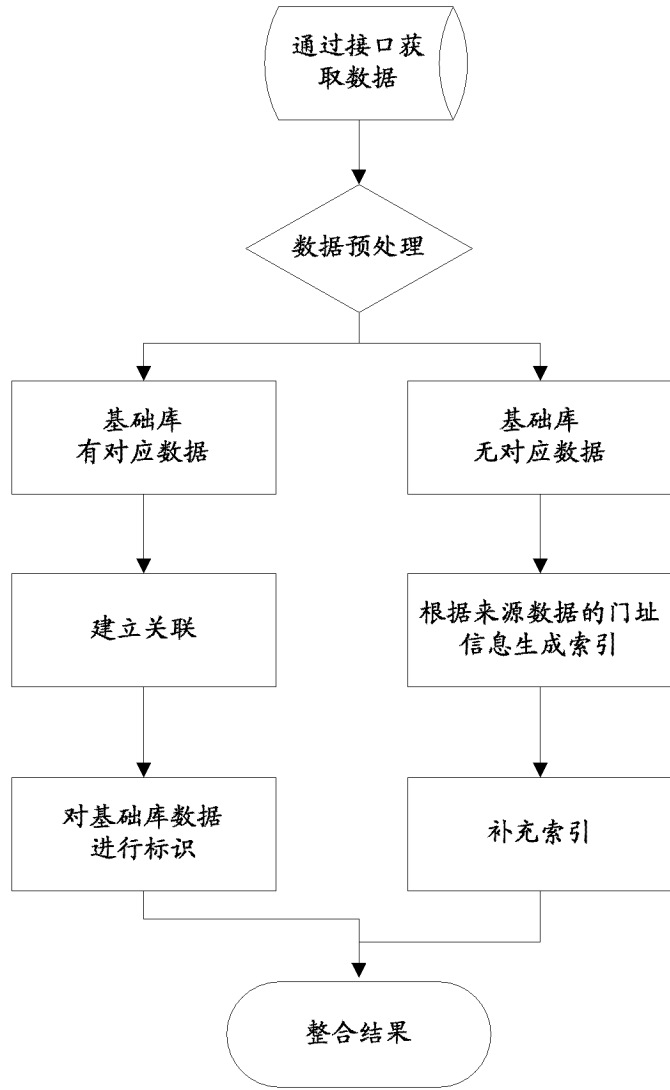 通过接口获
取数据
数据预处理
基础库
有对应数据
基础库
无对应数据
建立关联
根据来源数据的门址
信息生成索引
对基础库数据
进行标识
补充索引
整合结果